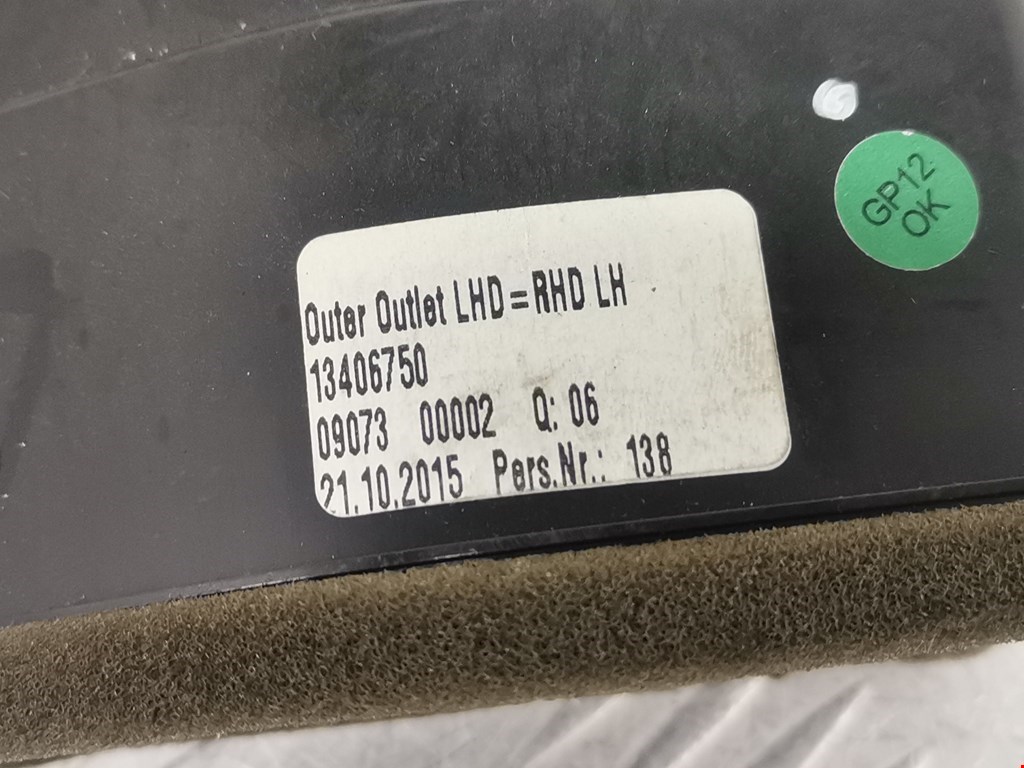 Outer Outlet LHD=RHD LH
13406750
09073 00002 Q: 06
21.10.2015 Pers.Nr.: 138
GP12
OK